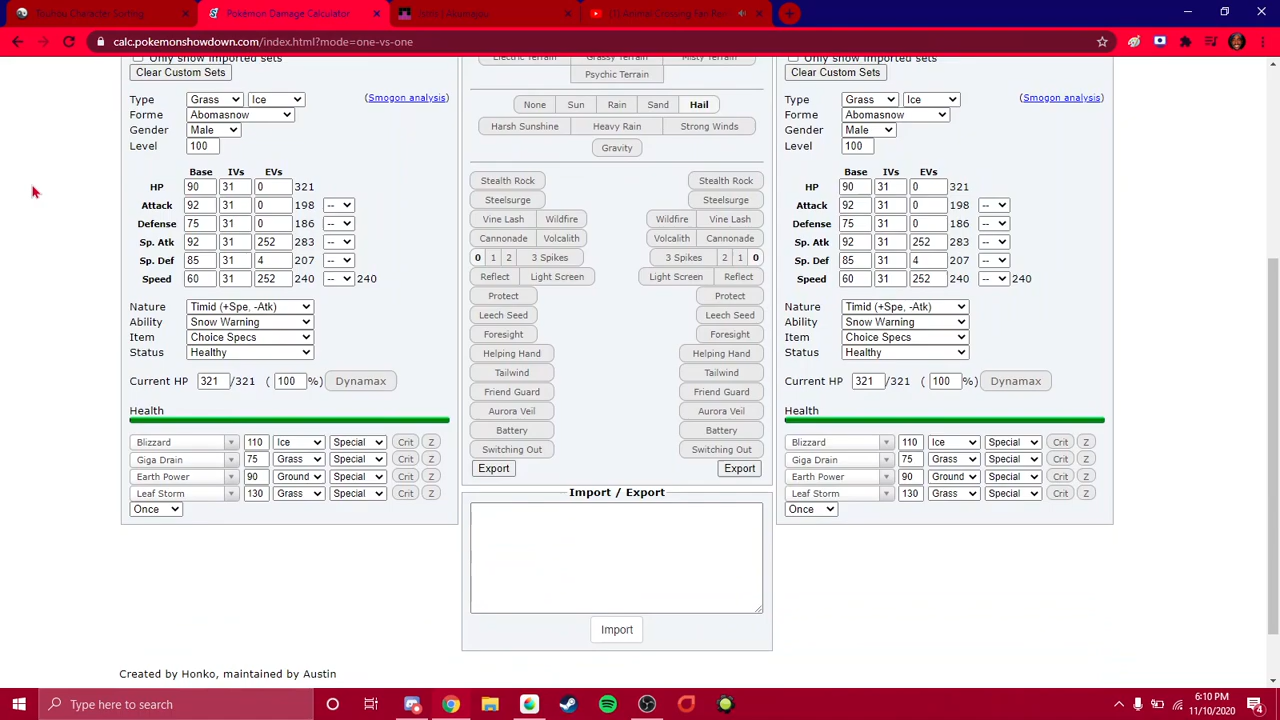 Touhou Character Sorting
Pokemon Damage Calculator
(1) Animal Crossing Fan Rem
calc.pokemonshowdown.com/index.html?mode=one-vs-one
Only show imported sets
Clear Custom Sets
Type Grass Ice (Smogon analysis)
Forme Abomasnow
Gender Male
Level 100
Base IVs EVs
HP 90 31 0 321
Attack 92 31 0 198 --
Defense 75 31 0 186 --
Sp. Atk 92 31 252 283 --
Sp. Def 85 31 4 207 --
Speed 60 31 252 240 -- 240
Nature Timid (+Spe, -Atk)
Ability Snow Warning
Item Choice Specs
Status Healthy
Current HP 321 /321 ( 100 %) Dynamax
Health
Blizzard 110 Ice Special Crit Z
Giga Drain 75 Grass Special Crit Z
Earth Power 90 Ground Special Crit Z
Leaf Storm 130 Grass Special Crit Z
Once
Electric Terrain Grassy Terrain Misty Terrain
Psychic Terrain
None Sun Rain Sand Hail
Harsh Sunshine Heavy Rain Strong Winds
Gravity
Stealth Rock Stealth Rock
Steelsurge Steelsurge
Vine Lash Wildfire Wildfire Vine Lash
Cannonade Volcalith Volcalith Cannonade
0 1 2 3 Spikes 3 Spikes 2 1 0
Reflect Light Screen Light Screen Reflect
Protect Protect
Leech Seed Leech Seed
Foresight Foresight
Helping Hand Helping Hand
Tailwind Tailwind
Friend Guard Friend Guard
Aurora Veil Aurora Veil
Battery Battery
Switching Out Switching Out
Export Export
Import / Export
Import
Only show imported sets
Clear Custom Sets
Type Grass Ice (Smogon analysis)
Forme Abomasnow
Gender Male
Level 100
Base IVs EVs
HP 90 31 0 321
Attack 92 31 0 198 --
Defense 75 31 0 186 --
Sp. Atk 92 31 252 283 --
Sp. Def 85 31 4 207 --
Speed 60 31 252 240 -- 240
Nature Timid (+Spe, -Atk)
Ability Snow Warning
Item Choice Specs
Status Healthy
Current HP 321 /321 ( 100 %) Dynamax
Health
Blizzard 110 Ice Special Crit Z
Giga Drain 75 Grass Special Crit Z
Earth Power 90 Ground Special Crit Z
Leaf Storm 130 Grass Special Crit Z
Once
Created by Honko, maintained by Austin
Type here to search
6:10 PM
11/10/2020
4